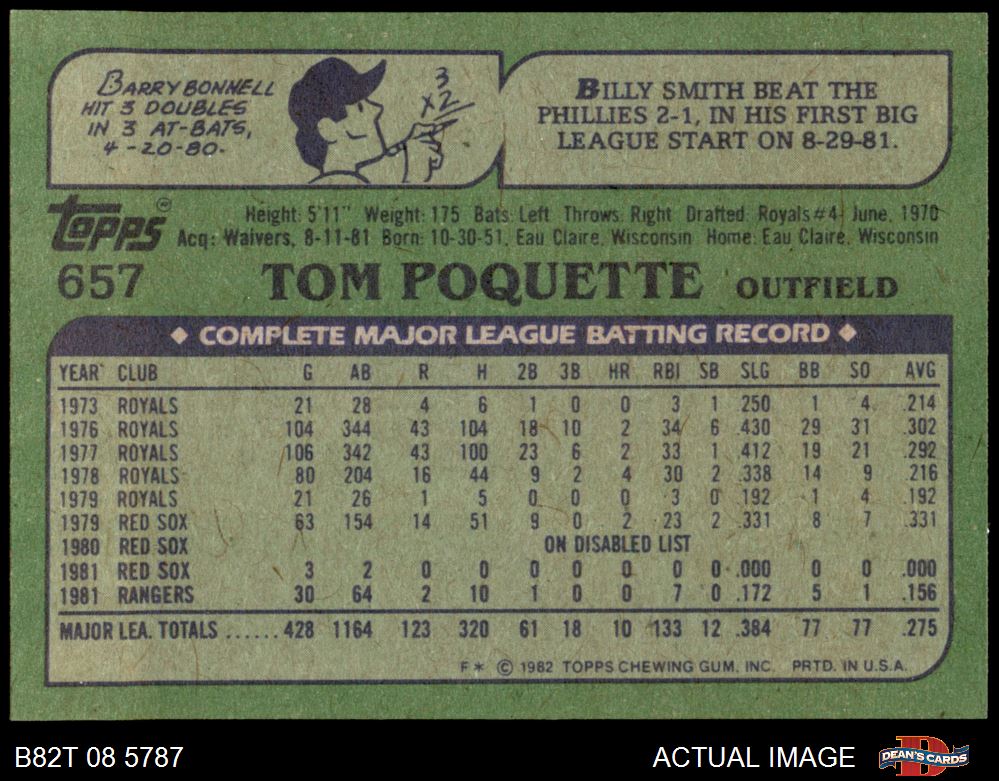 BARRY BONNELL
HIT 3 DOUBLES
IN 3 AT-BATS,
4-20-80.
3
X2
BILLY SMITH BEAT THE
PHILLIES 2-1, IN HIS FIRST BIG
LEAGUE START ON 8-29-81.
TOPPS®
Height: 5'11" Weight: 175 Bats: Left Throws: Right Drafted: Royals #4-June, 1970
Acq: Waivers, 8-11-81 Born: 10-30-51, Eau Claire, Wisconsin Home: Eau Claire, Wisconsin
657 TOM POQUETTE OUTFIELD
◆ COMPLETE MAJOR LEAGUE BATTING RECORD ◆
YEAR CLUB G AB R H 2B 3B HR RBI SB SLG BB SO AVG
1973 ROYALS 21 28 4 6 1 0 0 3 1 .250 1 4 .214
1976 ROYALS 104 344 43 104 18 10 2 34 6 .430 29 31 .302
1977 ROYALS 106 342 43 100 23 6 2 33 1 .412 19 21 .292
1978 ROYALS 80 204 16 44 9 2 4 30 2 .338 14 9 .216
1979 ROYALS 21 26 1 5 0 0 0 3 0 .192 1 4 .192
1979 RED SOX 63 154 14 51 9 0 2 23 2 .331 8 7 .331
1980 RED SOX ON DISABLED LIST
1981 RED SOX 3 2 0 0 0 0 0 0 0 .000 0 0 .000
1981 RANGERS 30 64 2 10 1 0 0 7 0 .172 5 1 .156
MAJOR LEA. TOTALS ...... 428 1164 123 320 61 18 10 133 12 .384 77 77 .275
F* © 1982 TOPPS CHEWING GUM, INC. PRTD. IN U.S.A.
B82T 08 5787 ACTUAL IMAGE DEAN'S CARDS